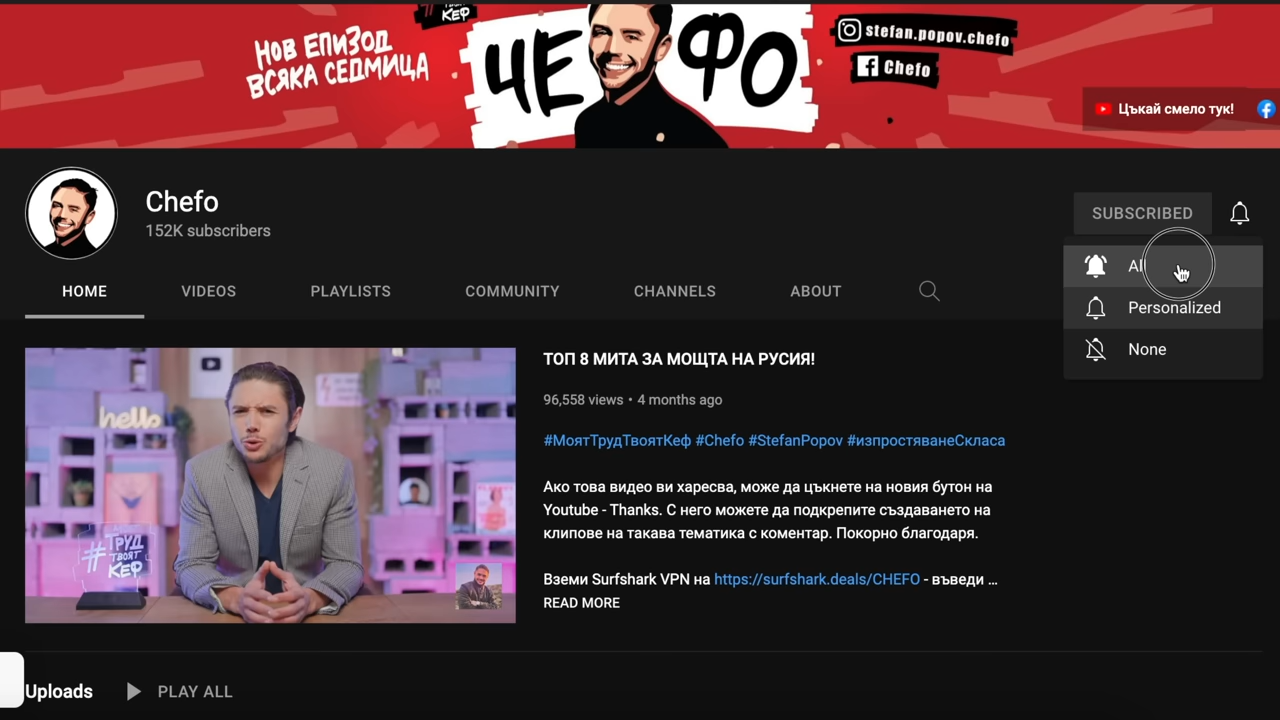 КЕФ
НОВ ЕПИЗОД
ВСЯКА СЕДМИЦА
ЧЕФО
stefan.popov.chefo
Chefo
Цъкай смело тук!
Chefo
152K subscribers
SUBSCRIBED
All
Personalized
None
HOME VIDEOS PLAYLISTS COMMUNITY CHANNELS ABOUT
hello
#ТРУД
ТВОЯТ
КЕФ
ТОП 8 МИТА ЗА МОЩТА НА РУСИЯ!
96,558 views • 4 months ago
#МоятТрудТвоятКеф #Chefo #StefanPopov #изпростяванеСкласа
Ако това видео ви харесва, може да цъкнете на новия бутон на
Youtube - Thanks. С него можете да подкрепите създаването на
клипове на такава тематика с коментар. Покорно благодаря.
Вземи Surfshark VPN на https://surfshark.deals/CHEFO - въведи ...
READ MORE
Uploads PLAY ALL